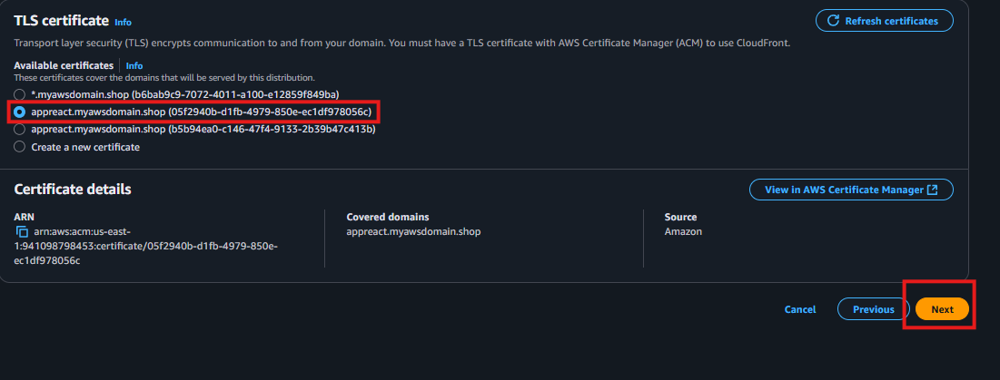 TLS certificate Info
Refresh certificates
Transport layer security (TLS) encrypts communication to and from your domain. You must have a TLS certificate with AWS Certificate Manager (ACM) to use CloudFront.
Available certificates Info
These certificates cover the domains that will be served by this distribution.
*.myawsdomain.shop (b6bab9c9-7072-4011-a100-e12859f849ba)
appreact.myawsdomain.shop (05f2940b-d1fb-4979-850e-ec1df978056c)
appreact.myawsdomain.shop (b5b94ea0-c146-47f4-9133-2b39b47c413b)
Create a new certificate
Certificate details
View in AWS Certificate Manager
ARN
arn:aws:acm:us-east-
1:941098798453:certificate/05f2940b-d1fb-4979-850e-
ec1df978056c
Covered domains
appreact.myawsdomain.shop
Source
Amazon
Cancel
Previous
Next